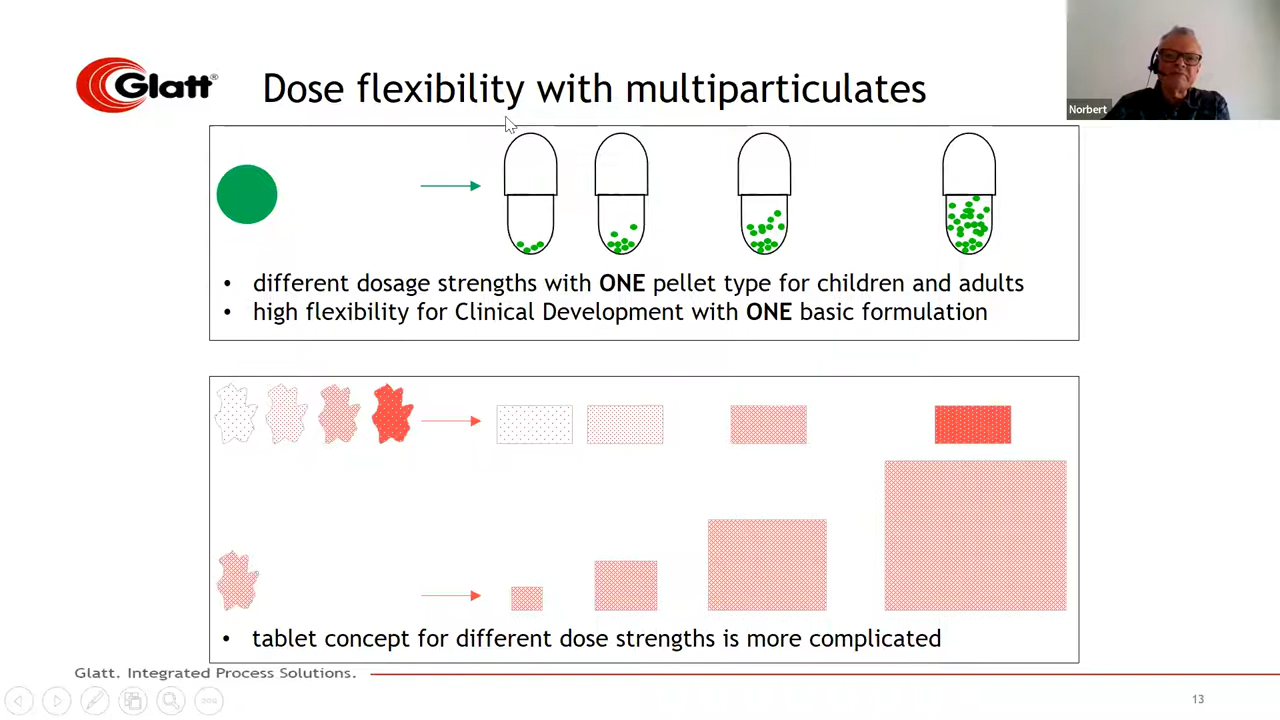 Glatt®
Dose flexibility with multiparticulates
Norbert
• different dosage strengths with ONE pellet type for children and adults
• high flexibility for Clinical Development with ONE basic formulation
• tablet concept for different dose strengths is more complicated
Glatt. Integrated Process Solutions.
13